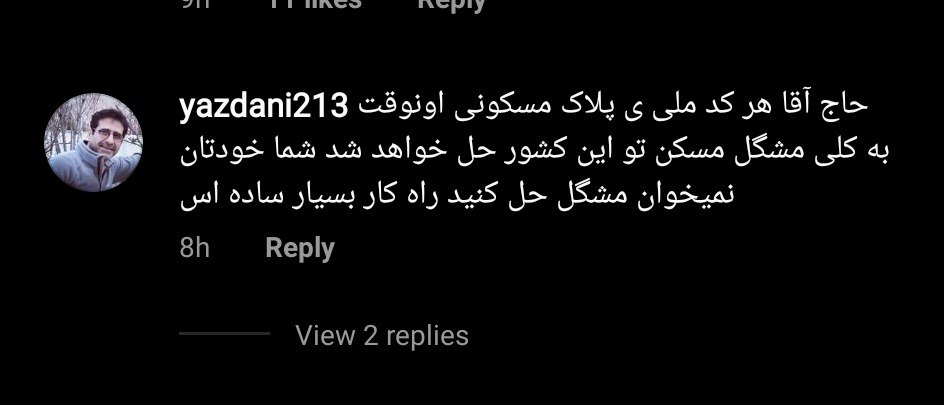 9h 11 likes Reply
yazdani213 حاج آقا هر کد ملی ی پلاک مسکونی اونوقت
به کلی مشگل مسکن تو این کشور حل خواهد شد شما خودتان
نمیخوان مشگل حل کنید راه کار بسیار ساده اس
8h Reply
View 2 replies